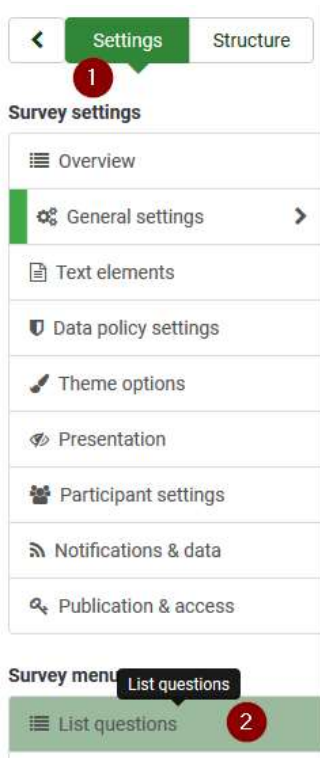 Settings Structure
1
Survey settings
Overview
General settings
Text elements
Data policy settings
Theme options
Presentation
Participant settings
Notifications & data
Publication & access
Survey menu
List questions
List questions 2